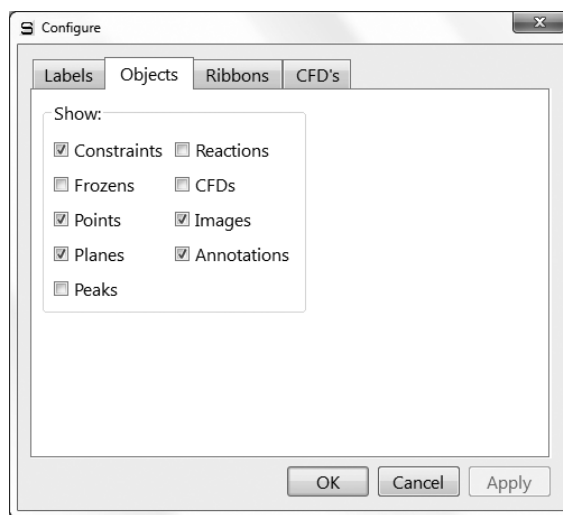 Configure
x
Labels Objects Ribbons CFD's
Show:
Constraints Reactions
Frozens CFDs
Points Images
Planes Annotations
Peaks
OK Cancel Apply